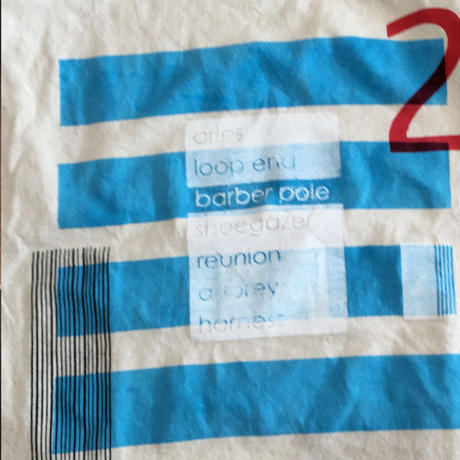 2
aries
loop end
barber pole
shoegazer
reunion
harness